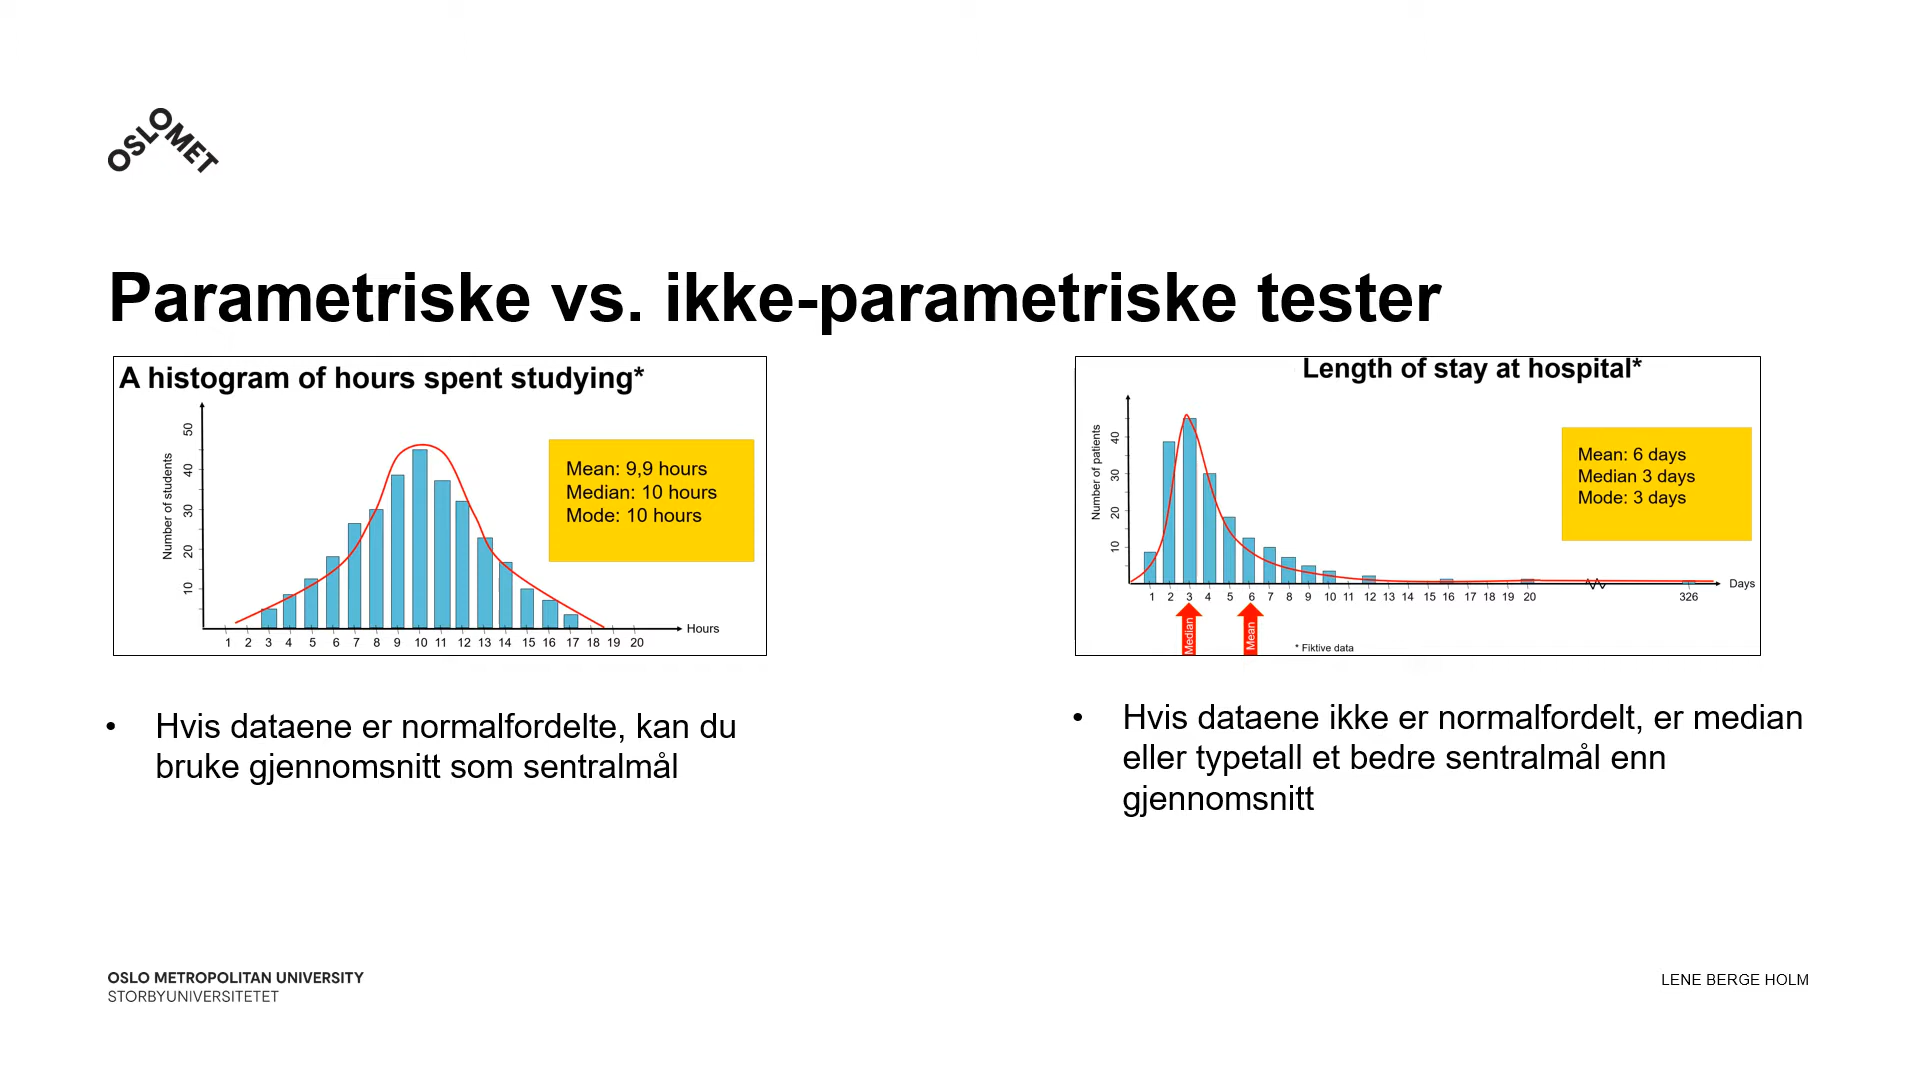 OSLOMET
Parametriske vs. ikke-parametriske tester
A histogram of hours spent studying*
Number of students
50
40
30
20
10
Mean: 9,9 hours
Median: 10 hours
Mode: 10 hours
Hours
1 2 3 4 5 6 7 8 9 10 11 12 13 14 15 16 17 18 19 20
Length of stay at hospital*
Number of patients
40
30
20
10
Mean: 6 days
Median 3 days
Mode: 3 days
Days
1 2 3 4 5 6 7 8 9 10 11 12 13 14 15 16 17 18 19 20 326
Median
Mean
* Fiktive data
• Hvis dataene er normalfordelte, kan du
bruke gjennomsnitt som sentralmål
• Hvis dataene ikke er normalfordelt, er median
eller typetall et bedre sentralmål enn
gjennomsnitt
OSLO METROPOLITAN UNIVERSITY
STORBYUNIVERSITETET
LENE BERGE HOLM